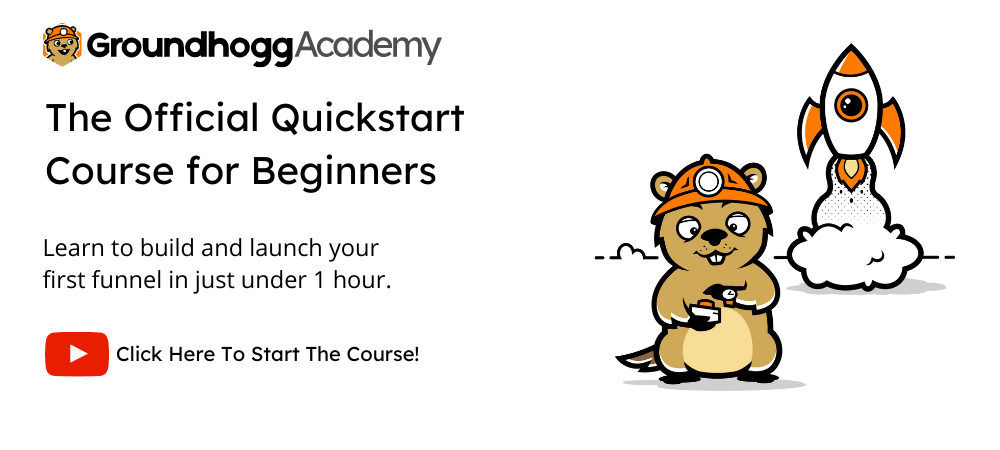 GroundhoggAcademy
The Official Quickstart
Course for Beginners
Learn to build and launch your
first funnel in just under 1 hour.
Click Here To Start The Course!